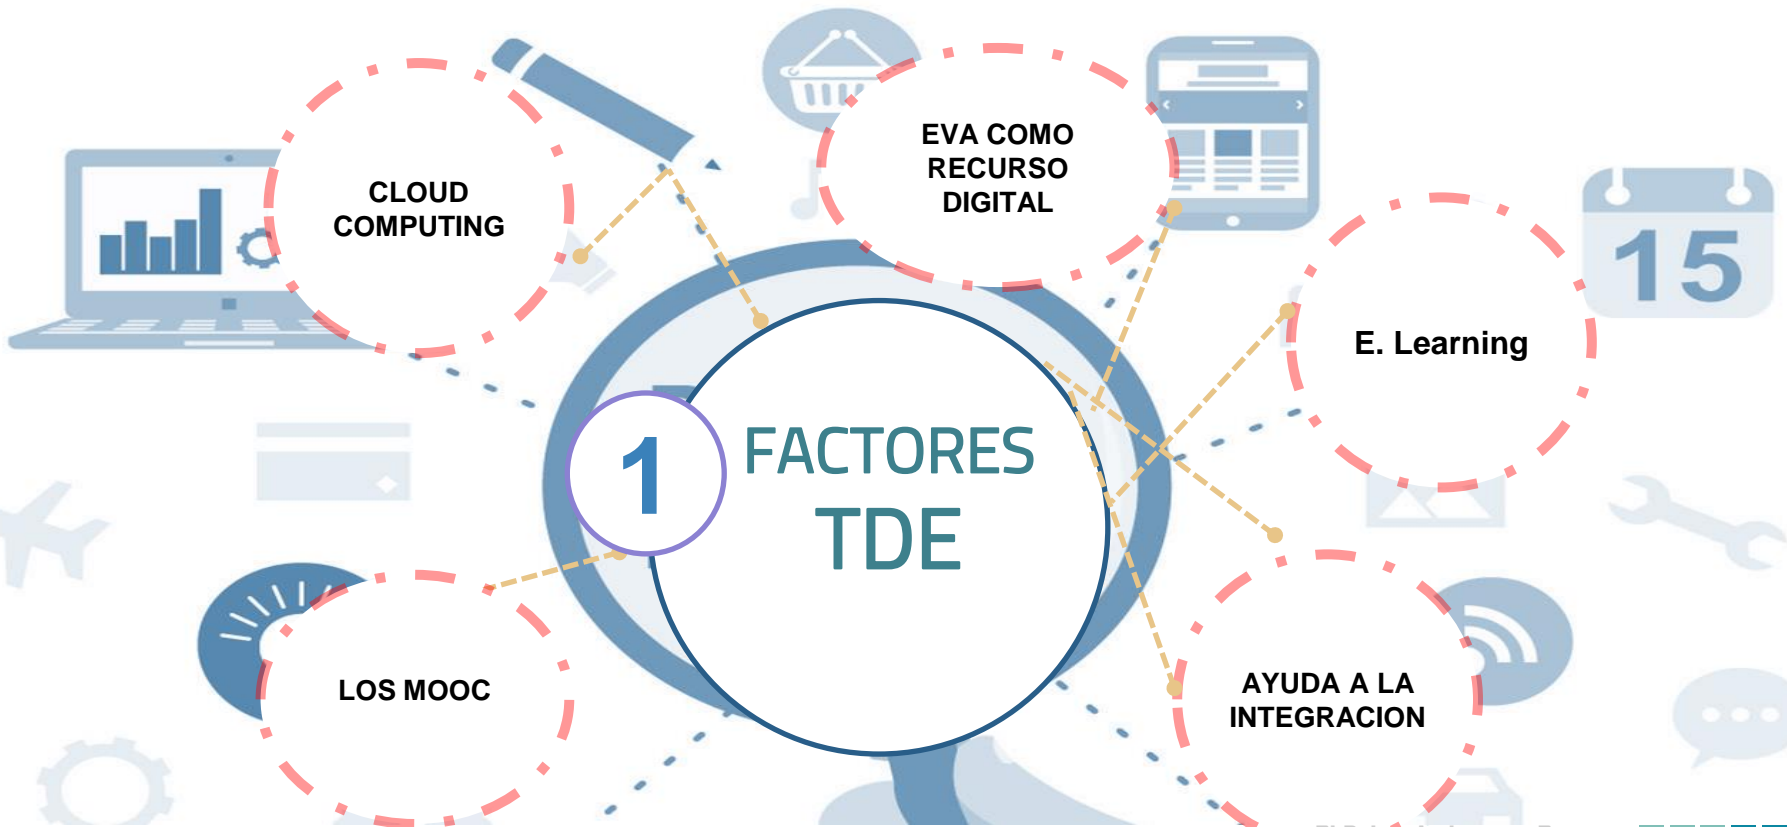 CLOUD
COMPUTING
EVA COMO
RECURSO
DIGITAL
E. Learning
15
1
FACTORES
TDE
LOS MOOC
AYUDA A LA
INTEGRACION